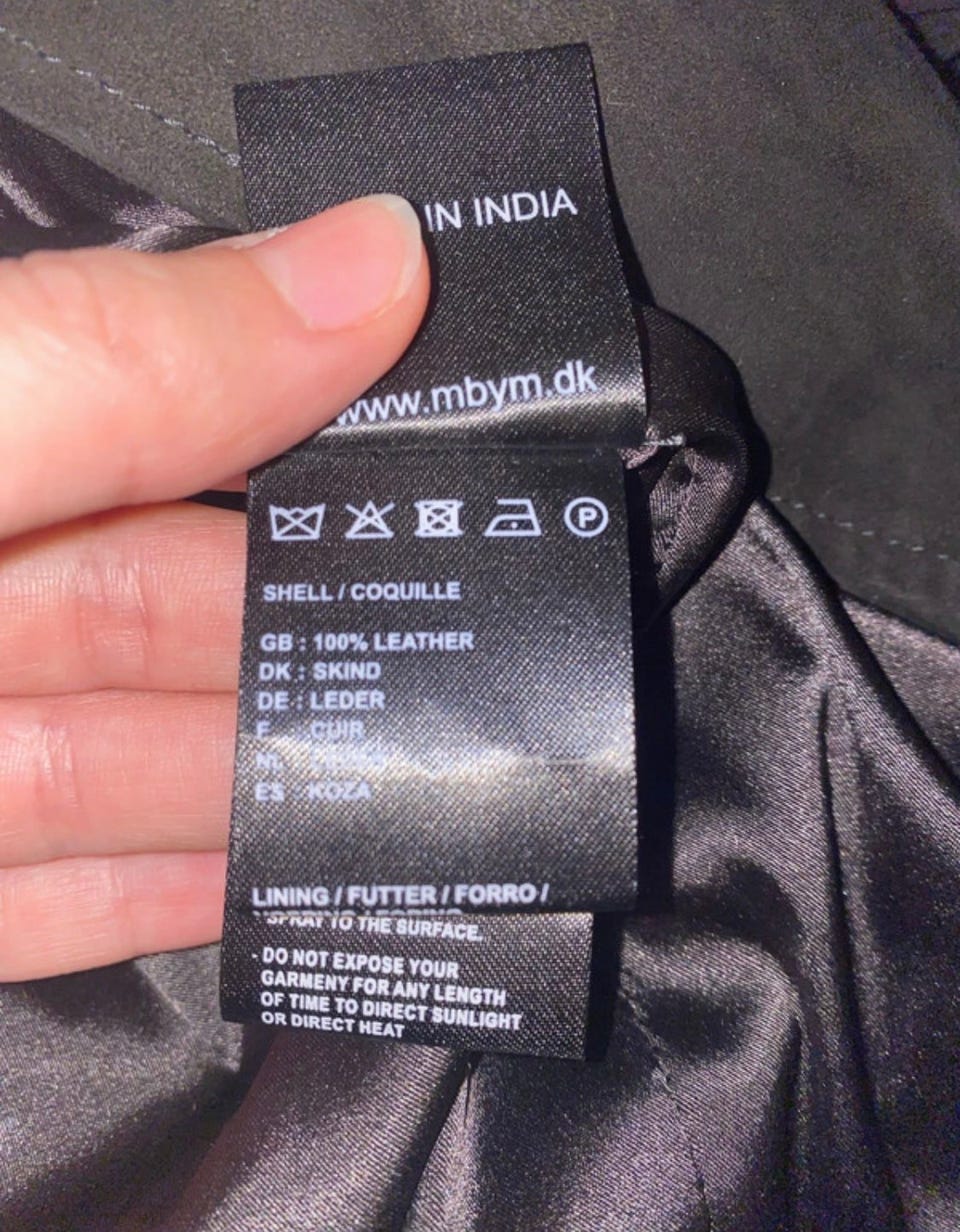 IN INDIA
www.mbym.dk
P
SHELL / COQUILLE
GB : 100% LEATHER
DK : SKIND
DE : LEDER
F CUIR
NL
ES KOZA
LINING / FUTTER / FORRO /
SPRAY TO THE SURFACE.
- DO NOT EXPOSE YOUR
GARMENY FOR ANY LENGTH
OF TIME TO DIRECT SUNLIGHT
OR DIRECT HEAT